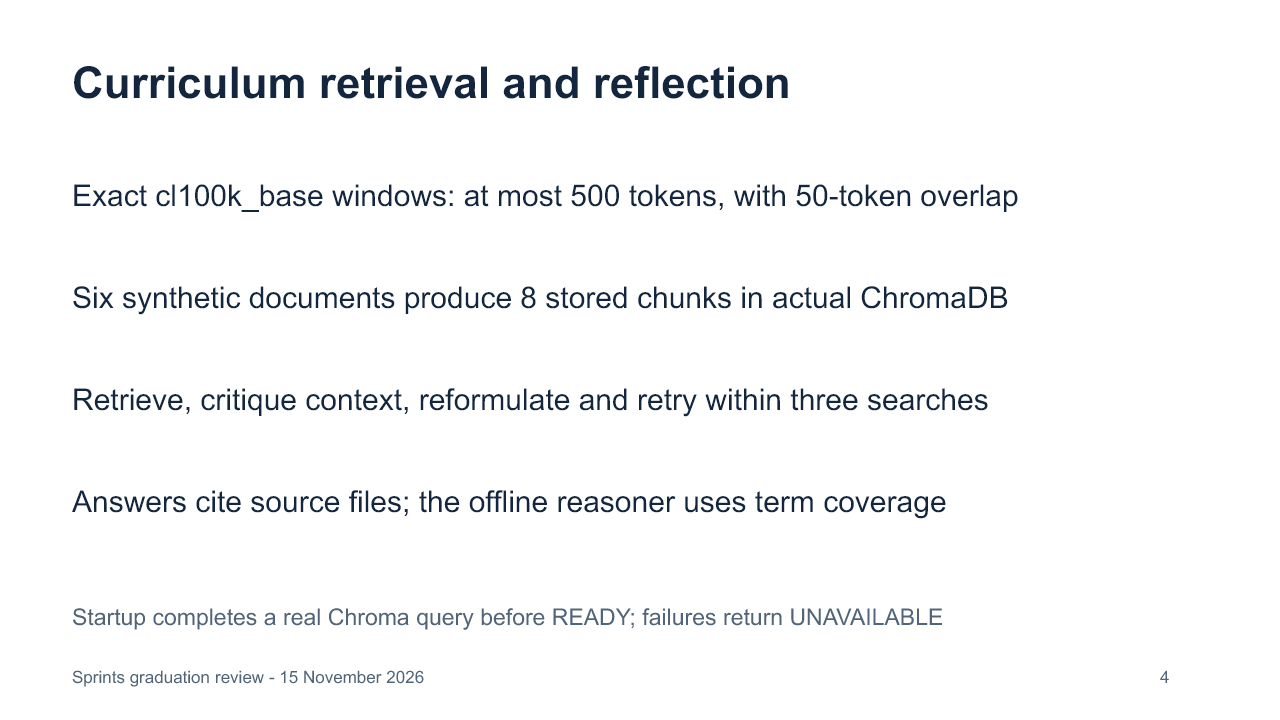 Curriculum retrieval and reflection
Exact cl100k_base windows: at most 500 tokens, with 50-token overlap
Six synthetic documents produce 8 stored chunks in actual ChromaDB
Retrieve, critique context, reformulate and retry within three searches
Answers cite source files; the offline reasoner uses term coverage
Startup completes a real Chroma query before READY; failures return UNAVAILABLE
Sprints graduation review - 15 November 2026
4